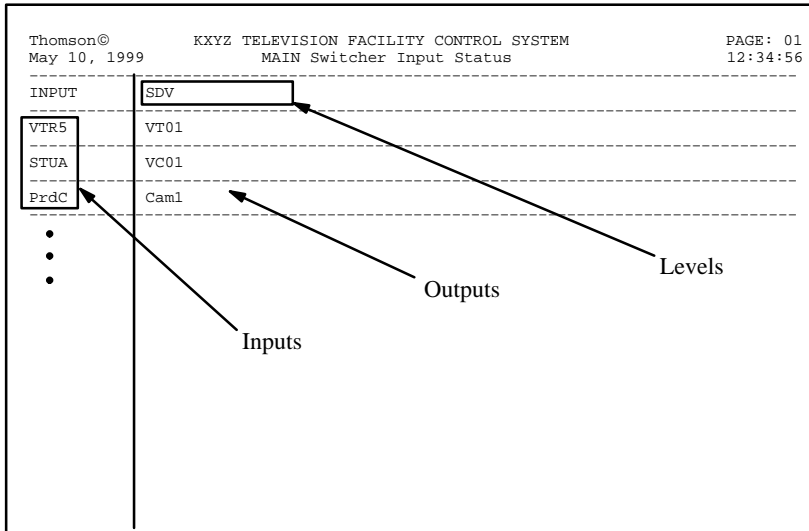 Thomson© KXYZ TELEVISION FACILITY CONTROL SYSTEM PAGE: 01
May 10, 1999 MAIN Switcher Input Status 12:34:56
INPUT SDV
VTR5 VT01
STUA VC01
PrdC Cam1
Levels
Outputs
Inputs